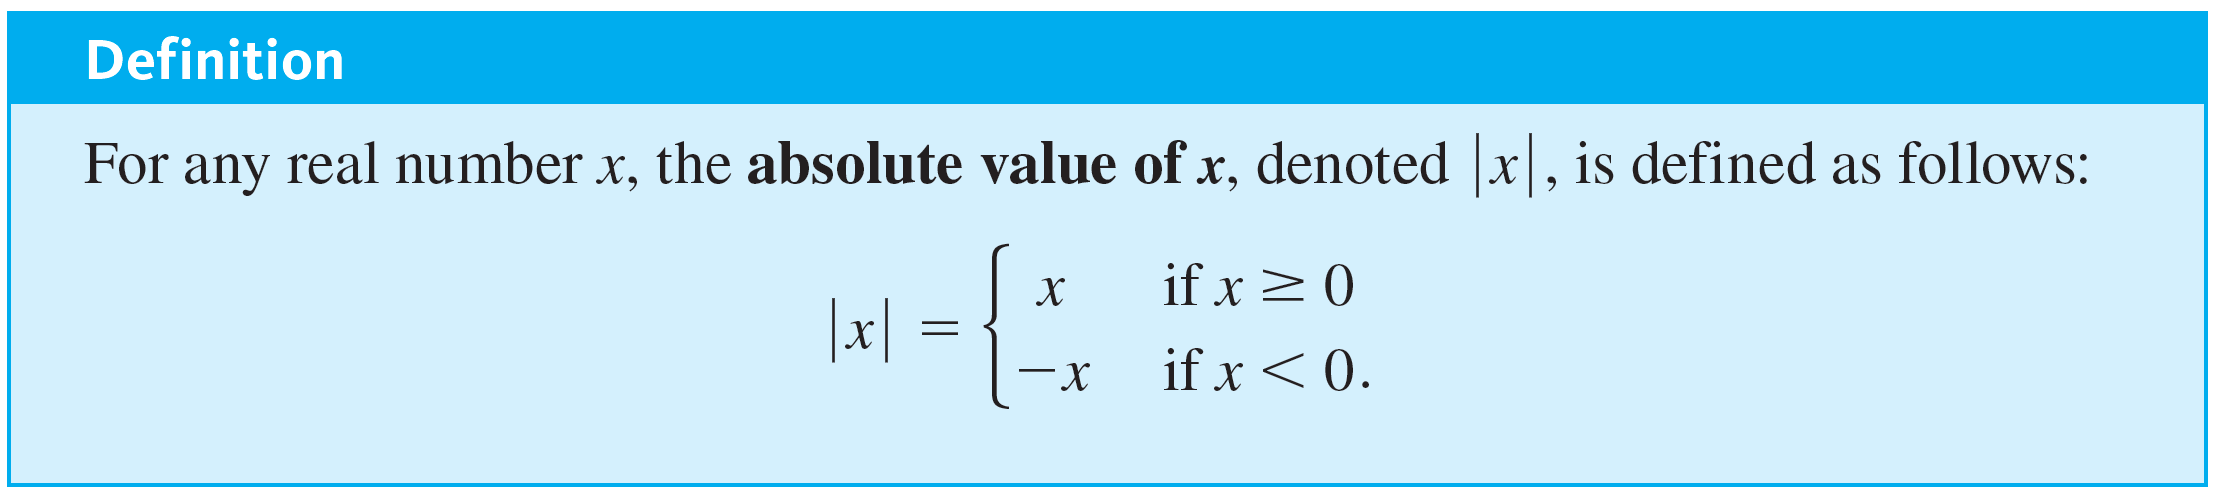 Definition
For any real number x, the absolute value of x, denoted |x|, is defined as follows:
|x| = { x if x ≥ 0
−x if x < 0.